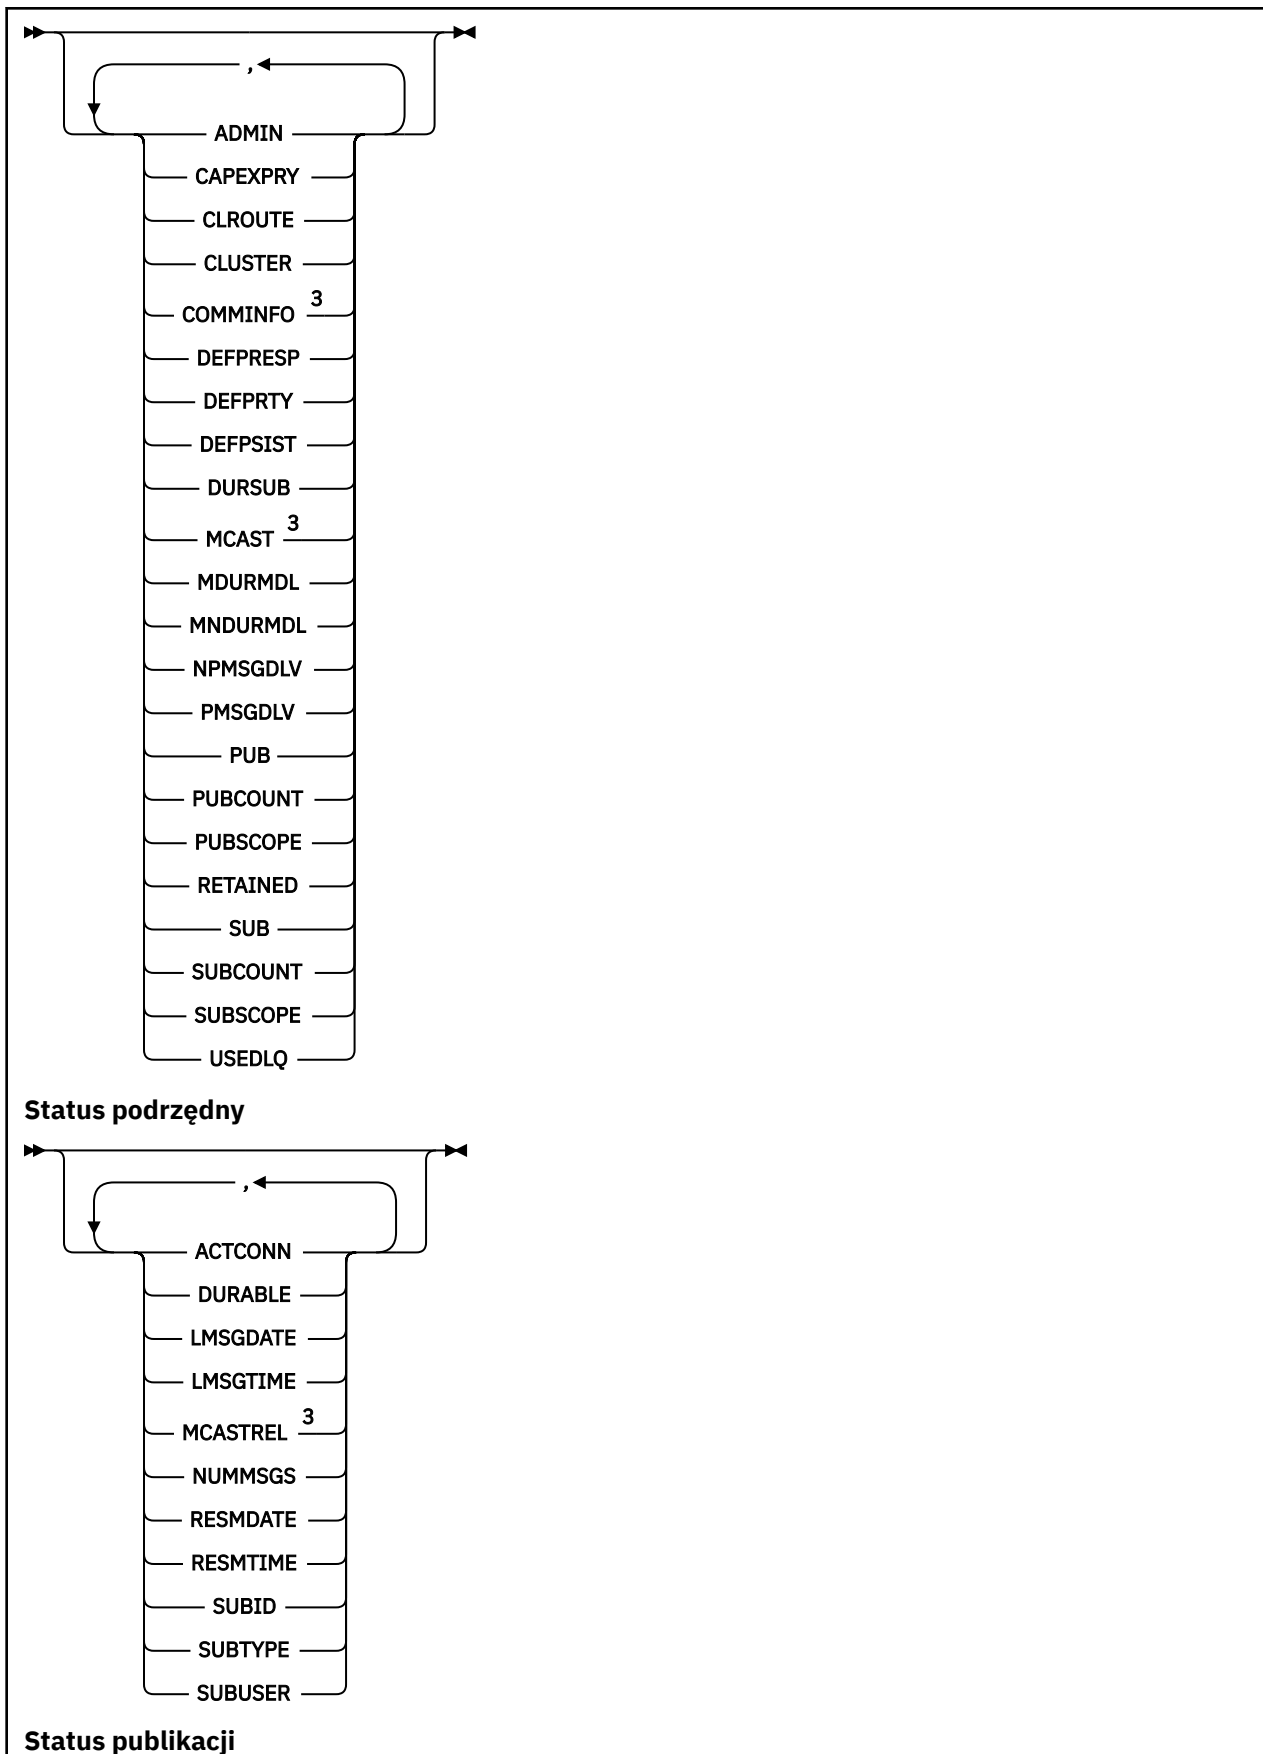 ,
ADMIN
CAPEXPRY
CLROUTE
CLUSTER
COMMINFO 3
DEFPRESP
DEFPRTY
DEFPSIST
DURSUB
MCAST 3
MDURMDL
MNDURMDL
NPMSGDLV
PMSGDLV
PUB
PUBCOUNT
PUBSCOPE
RETAINED
SUB
SUBCOUNT
SUBSCOPE
USEDLQ
Status podrzędny
,
ACTCONN
DURABLE
LMSGDATE
LMSGTIME
MCASTREL 3
NUMMSGS
RESMDATE
RESMTIME
SUBID
SUBTYPE
SUBUSER
Status publikacji